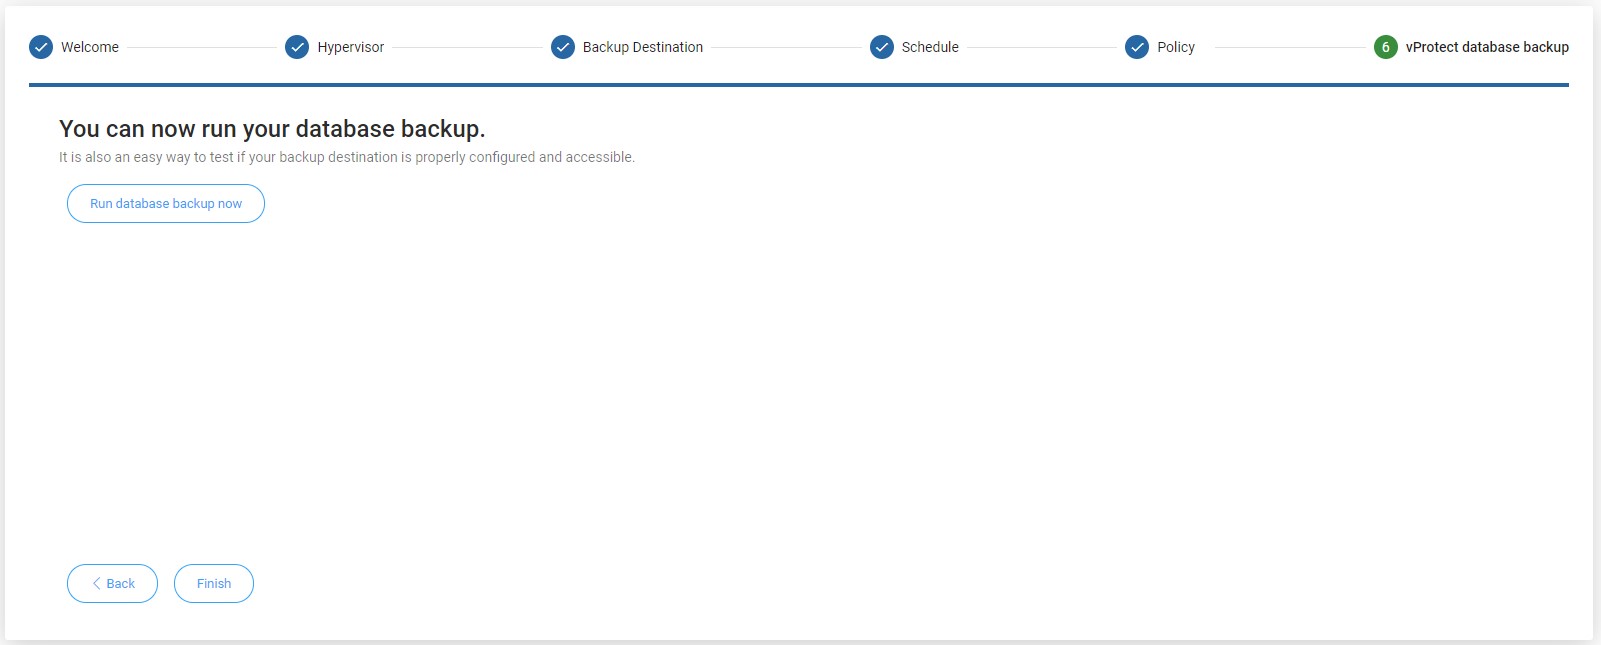 Welcome
Hypervisor
Backup Destination
Schedule
Policy
6 vProtect database backup
You can now run your database backup.
It is also an easy way to test if your backup destination is properly configured and accessible.
Run database backup now
Back
Finish